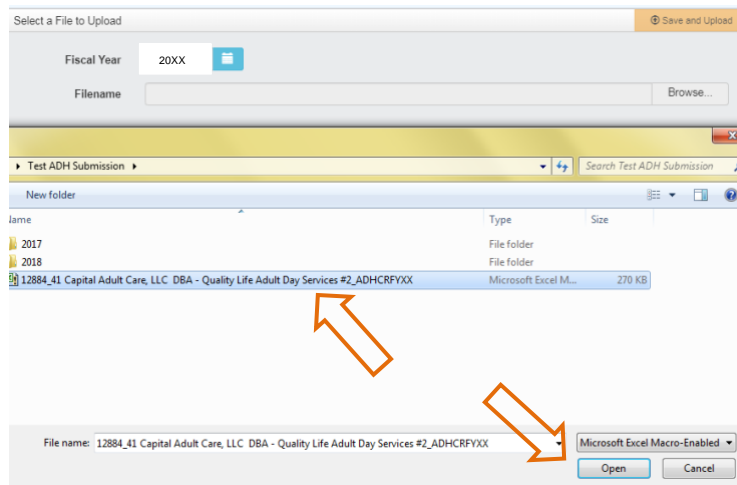 Select a File to Upload Save and Upload
Fiscal Year 20XX
Filename Browse...
Test ADH Submission Search Test ADH Submission
New folder
Name Type Size
2017 File folder
2018 File folder
12884_41 Capital Adult Care, LLC DBA - Quality Life Adult Day Services #2_ADHCRFYXX Microsoft Excel M... 270 KB
File name: 12884_41 Capital Adult Care, LLC DBA - Quality Life Adult Day Services #2_ADHCRFYXX Microsoft Excel Macro-Enabled
Open Cancel